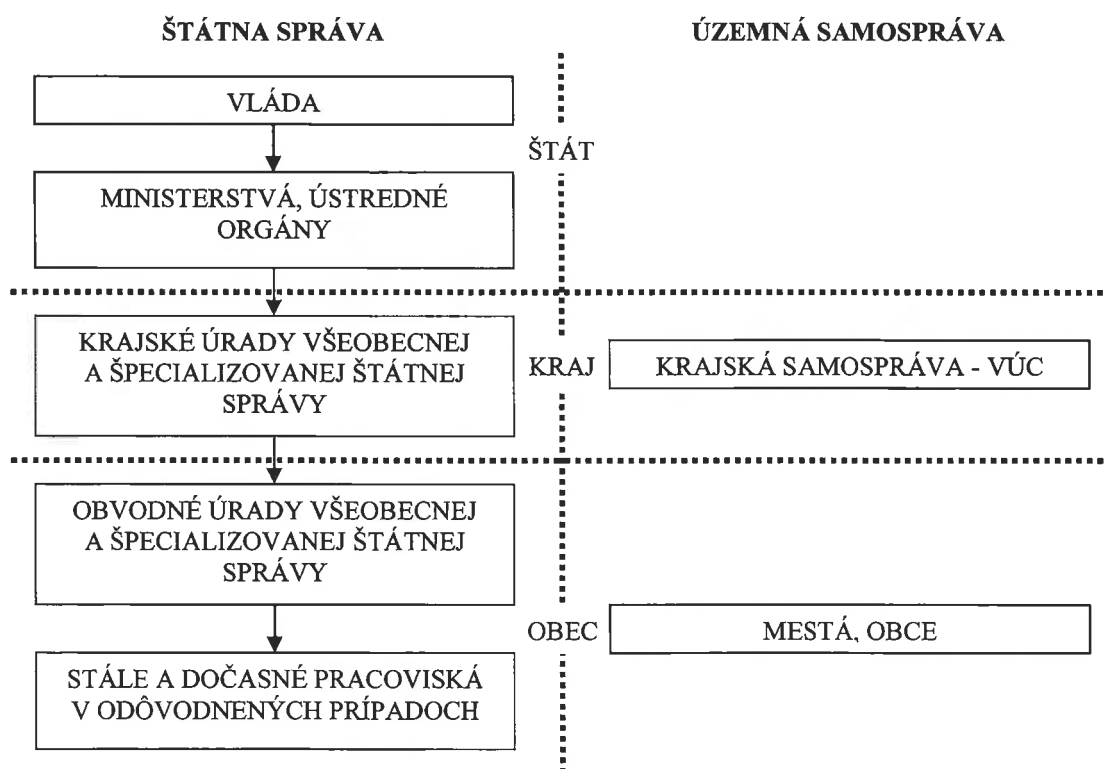 ŠTÁTNA SPRÁVA
ÚZEMNÁ SAMOSPRÁVA
VLÁDA
ŠTÁT
MINISTERSTVÁ, ÚSTREDNÉ
ORGÁNY
KRAJSKÉ ÚRADY VŠEOBECNEJ
A ŠPECIALIZOVANEJ ŠTÁTNEJ
SPRÁVY
KRAJ
KRAJSKÁ SAMOSPRÁVA - VÚC
OBVODNÉ ÚRADY VŠEOBECNEJ
A ŠPECIALIZOVANEJ ŠTÁTNEJ
SPRÁVY
OBEC
MESTÁ, OBCE
STÁLE A DOČASNÉ PRACOVISKÁ
V ODÔVODNENÝCH PRÍPADOCH